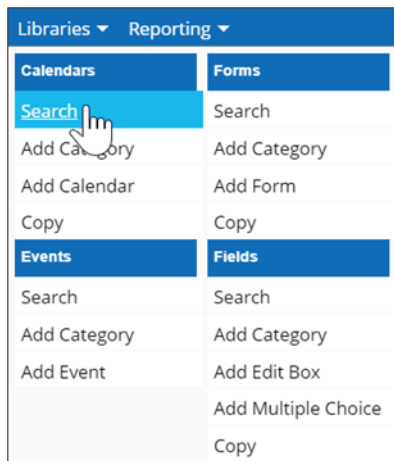 Libraries Reporting
Calendars
Search
Add Category
Add Calendar
Copy
Forms
Search
Add Category
Add Form
Copy
Events
Search
Add Category
Add Event
Fields
Search
Add Category
Add Edit Box
Add Multiple Choice
Copy